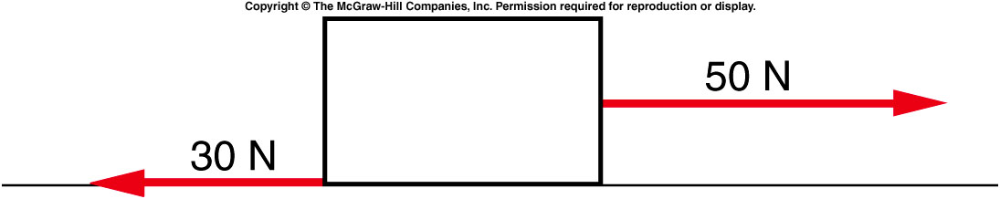 Copyright © The McGraw-Hill Companies, Inc. Permission required for reproduction or display.
50 N
30 N